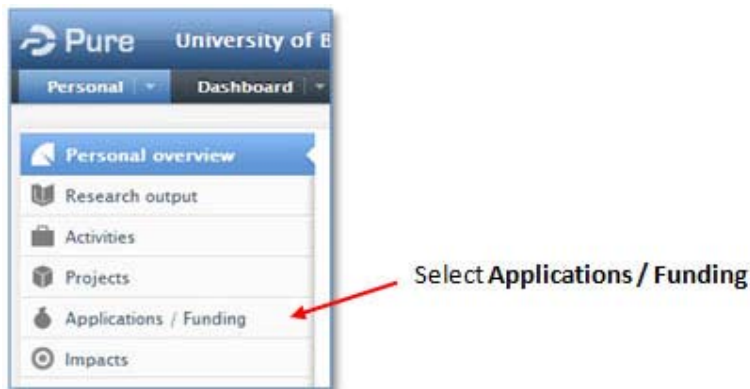 Pure University of B
Personal Dashboard
Personal overview
Research output
Activities
Projects
Applications / Funding
Select Applications / Funding
Impacts